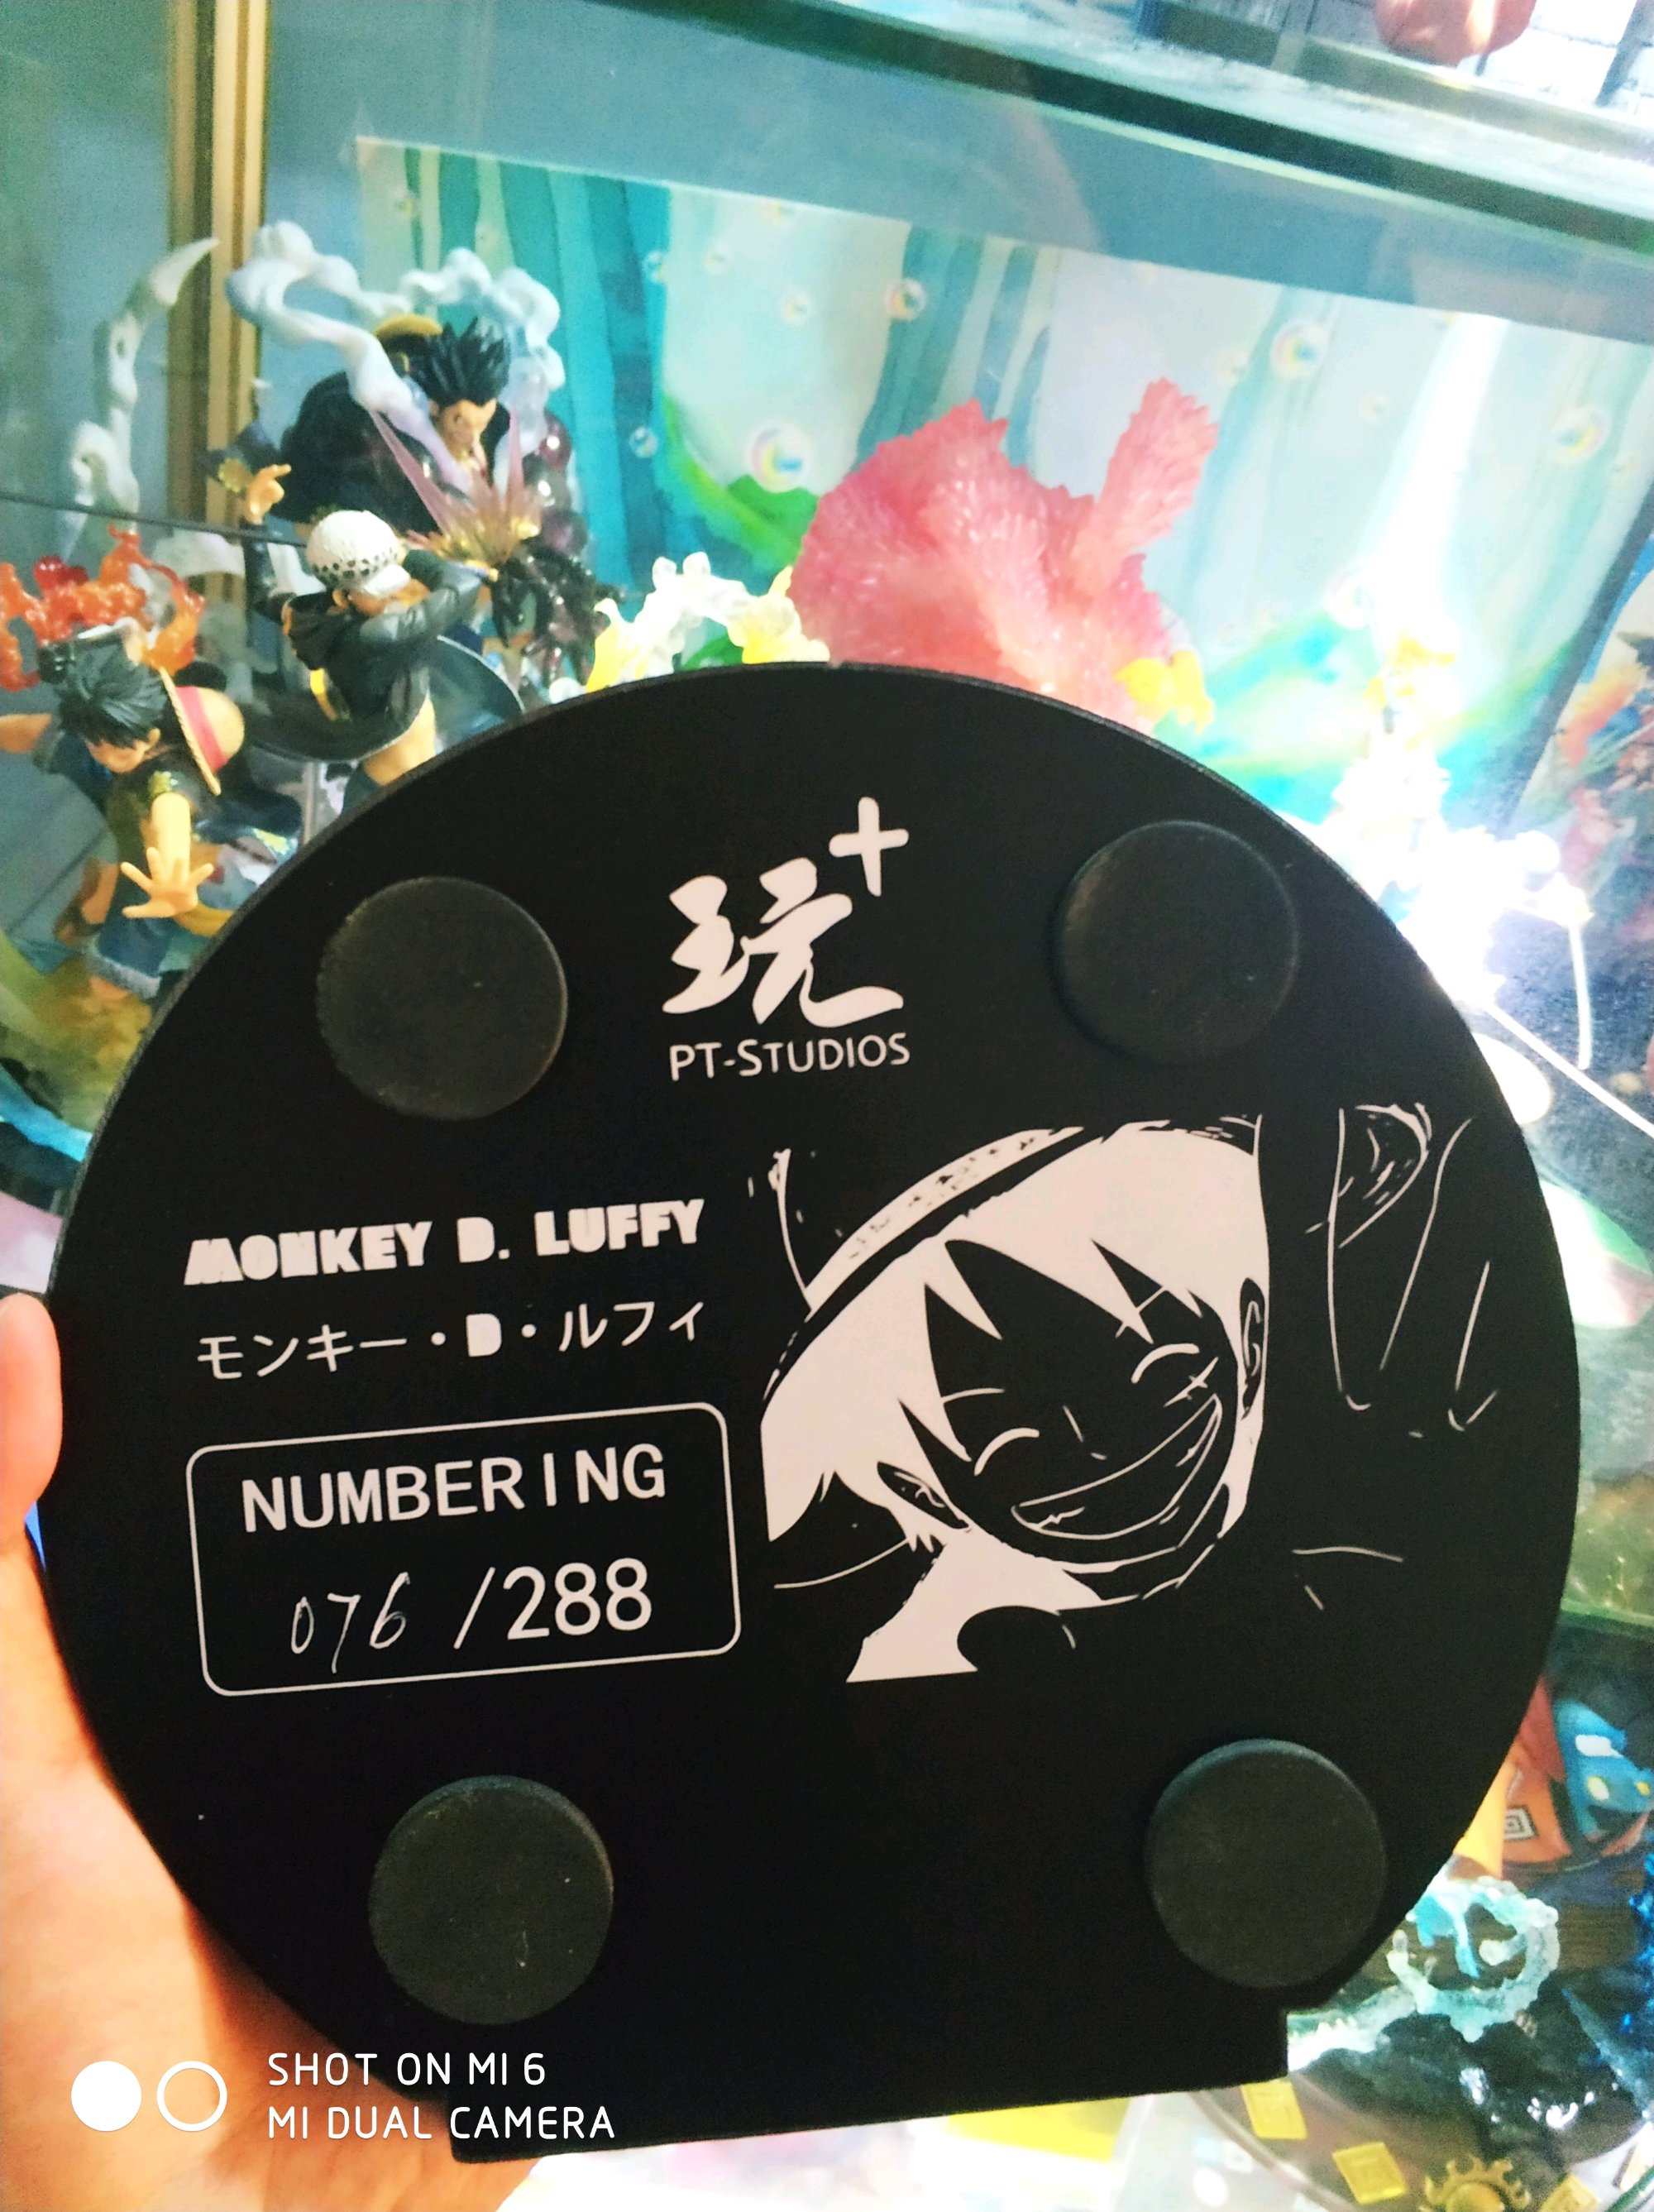 玩+
PT-STUDIOS
MONKEY D. LUFFY
モンキー・D・ルフィ
NUMBERING
076 /288
SHOT ON MI 6
MI DUAL CAMERA